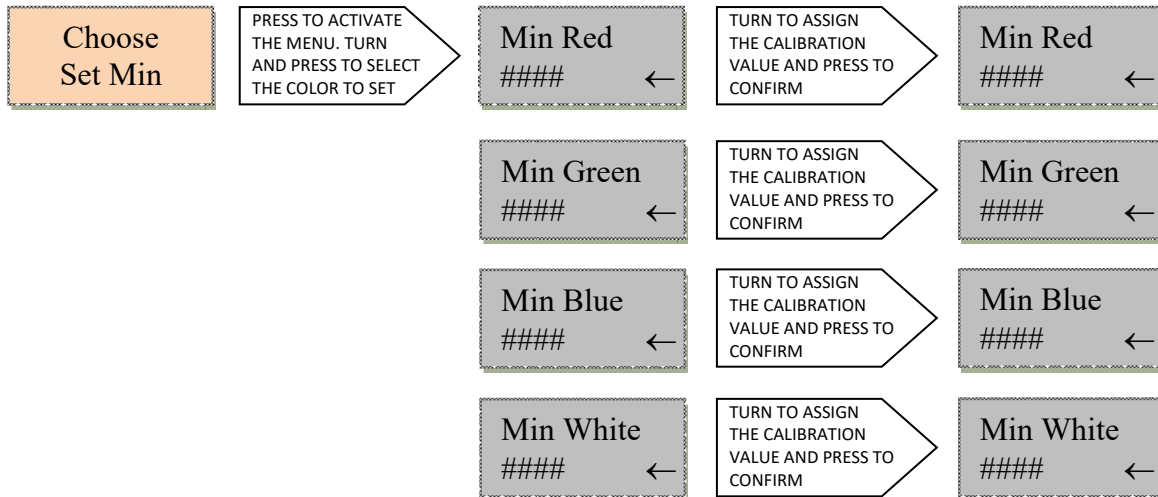 Choose
Set Min
PRESS TO ACTIVATE
THE MENU. TURN
AND PRESS TO SELECT
THE COLOR TO SET
Min Red
#### ←
TURN TO ASSIGN
THE CALIBRATION
VALUE AND PRESS TO
CONFIRM
Min Red
#### ←
Min Green
#### ←
TURN TO ASSIGN
THE CALIBRATION
VALUE AND PRESS TO
CONFIRM
Min Green
#### ←
Min Blue
#### ←
TURN TO ASSIGN
THE CALIBRATION
VALUE AND PRESS TO
CONFIRM
Min Blue
#### ←
Min White
#### ←
TURN TO ASSIGN
THE CALIBRATION
VALUE AND PRESS TO
CONFIRM
Min White
#### ←